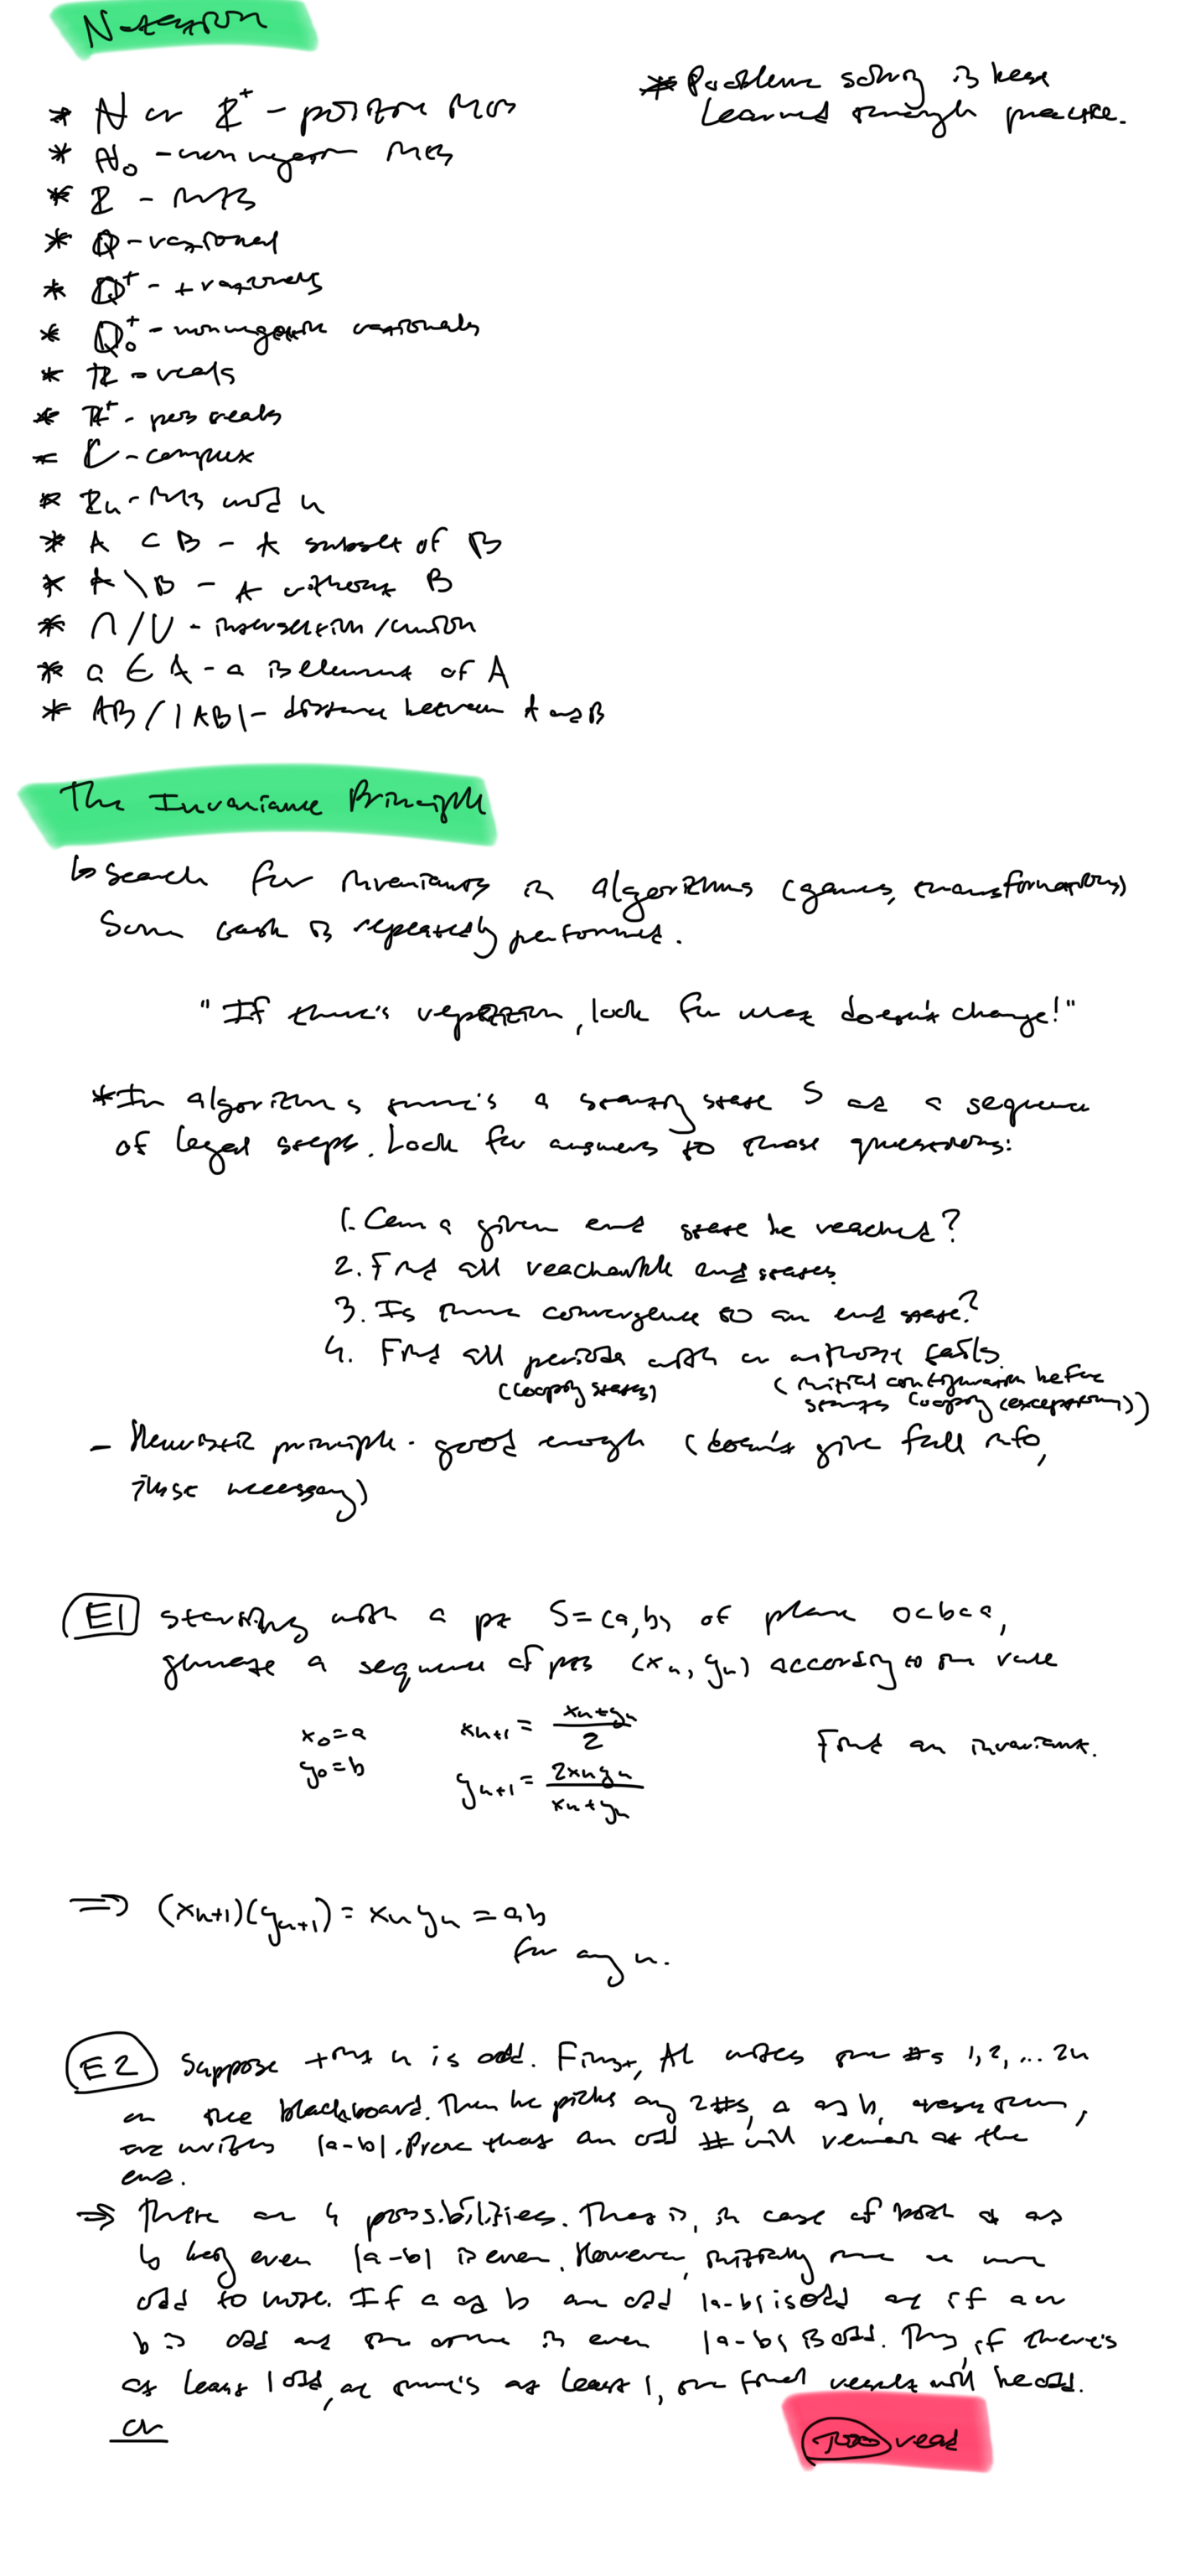 Notation
* Problem solving is best
learned through practice.
* ℕ or ℤ⁺ - positive ints
* ℕ₀ - nonnegative ints
* ℤ - ints
* ℚ - rational
* ℚ⁺ - + rationals
* ℚ₀⁺ - nonnegative rationals
* ℝ - reals
* ℝ⁺ - pos reals
* ℂ - complex
* ℤₙ - ints mod n
* A ⊂ B - A subset of B
* A \ B - A without B
* ∩ / ∪ - intersection / union
* a ∈ A - a is element of A
* AB / |AB| - distance between A and B
The Invariance Principle
↳ Search for invariants in algorithms (games, transformations)
Some task is repeatedly performed.
"If there's repetition, look for what doesn't change!"
* In algorithms there's a starting state S and a sequence
of legal steps. Look for answers to these questions:
1. Can a given end state be reached?
2. Find all reachable end states.
3. Is there convergence to an end state?
4. Find all periods with or without tails.
(looping states) (initial configuration before
starting looping (exceptions))
- Heuristic principle - good enough (doesn't give full info,
just necessary)
E1 Starting with a pt S = (a, b) of plane 0<b<a,
generate a sequence of pts (xₙ, yₙ) according to the rule
x₀ = a xₙ₊₁ = (xₙ + yₙ)/2
y₀ = b yₙ₊₁ = 2xₙyₙ/(xₙ + yₙ) Find an invariant.
⇒ (xₙ₊₁)(yₙ₊₁) = xₙyₙ = ab
for any n.
E2 Suppose that n is odd. First, Al writes the #s 1, 2, ... 2n
on the blackboard. Then he picks any 2 #s, a and b, erases them,
and writes |a-b|. Prove that an odd # will remain at the
end.
⇒ There are 4 possibilities. That is, in case of both a and
b being even |a-b| is even. However, initially there
odd to note. If a and b are odd |a-b| is odd and if a or
b is odd and the other is even |a-b| is odd. Thus, if there's
at least 1 odd, and there's at least 1, the final result will be odd.
or
TODO read